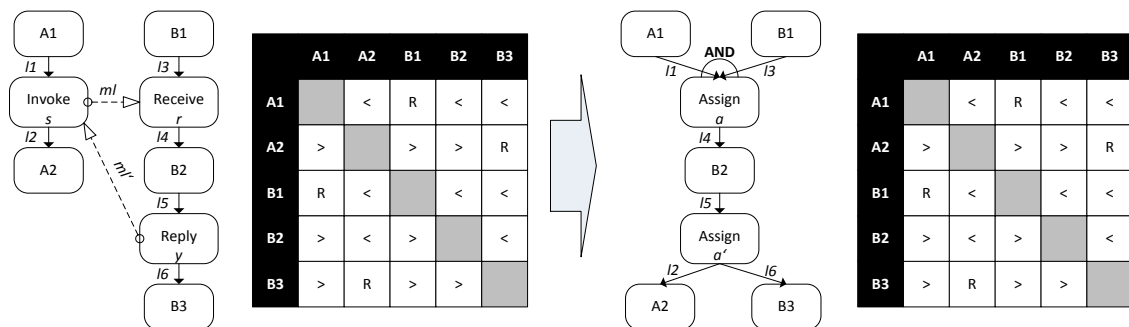 A1 B1
l1 l3
Invoke ml Receive
s r
l2 l4
A2 B2
ml'
l5
Reply
y
l6
B3
A1 A2 B1 B2 B3
A1 < R < <
A2 > > > R
B1 R < < <
B2 > < > <
B3 > R > >
A1 B1
AND
l1 l3
Assign
a
l4
B2
l5
Assign
a'
l2 l6
A2 B3
A1 A2 B1 B2 B3
A1 < R < <
A2 > > > R
B1 R < < <
B2 > < > <
B3 > R > >